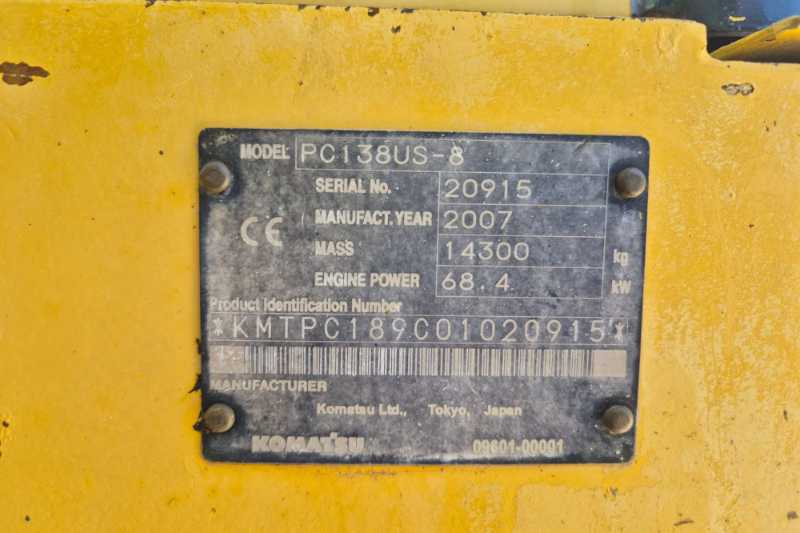 MODEL PC138US-8
SERIAL No. 20915
CE MANUFACT. YEAR 2007
MASS 14300 kg
ENGINE POWER 68.4 kW
Product Identification Number
*KMTPC189C01020915*
MANUFACTURER
Komatsu Ltd., Tokyo, Japan
KOMATSU 09601-00001